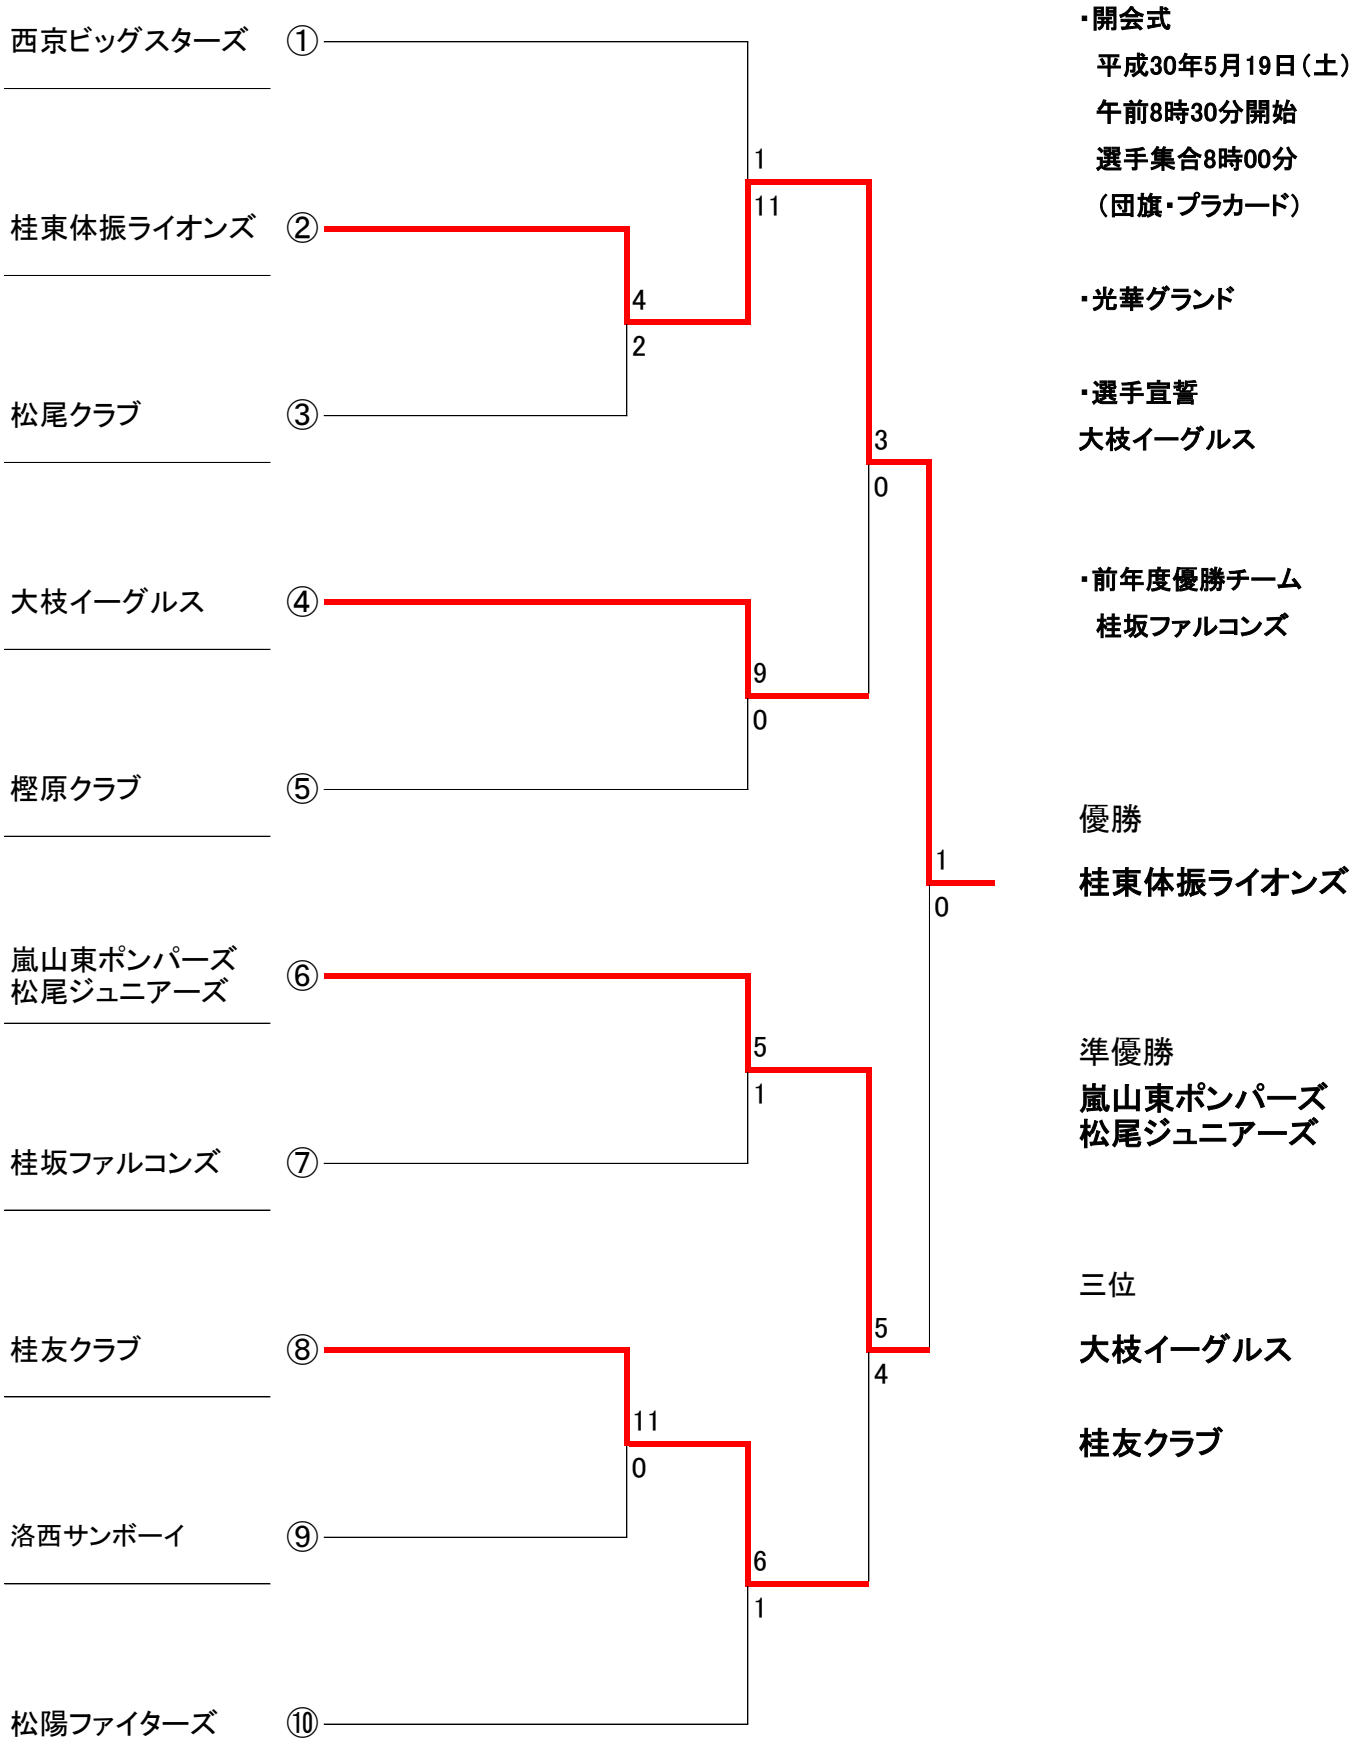 西京ビッグスターズ ①
桂東体振ライオンズ ②
松尾クラブ ③
大枝イーグルス ④
樫原クラブ ⑤
嵐山東ポンパーズ
松尾ジュニアーズ ⑥
桂坂ファルコンズ ⑦
桂友クラブ ⑧
洛西サンボーイ ⑨
松陽ファイターズ ⑩
4
2
11
0
1
11
9
0
5
1
6
1
3
0
5
4
1
0
・開会式
平成30年5月19日（土）
午前8時30分開始
選手集合8時00分
（団旗・プラカード）
・光華グランド
・選手宣誓
大枝イーグルス
・前年度優勝チーム
桂坂ファルコンズ
優勝
桂東体振ライオンズ
準優勝
嵐山東ポンパーズ
松尾ジュニアーズ
三位
大枝イーグルス
桂友クラブ